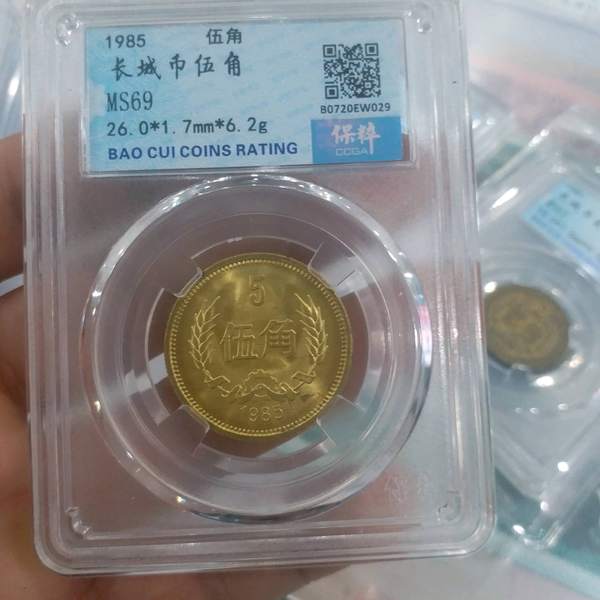 1985 伍角
长城币伍角
MS69
B0720EW029
26.0*1.7mm*6.2g
保粹
CCGA
BAO CUI COINS RATING
5
伍角
1985